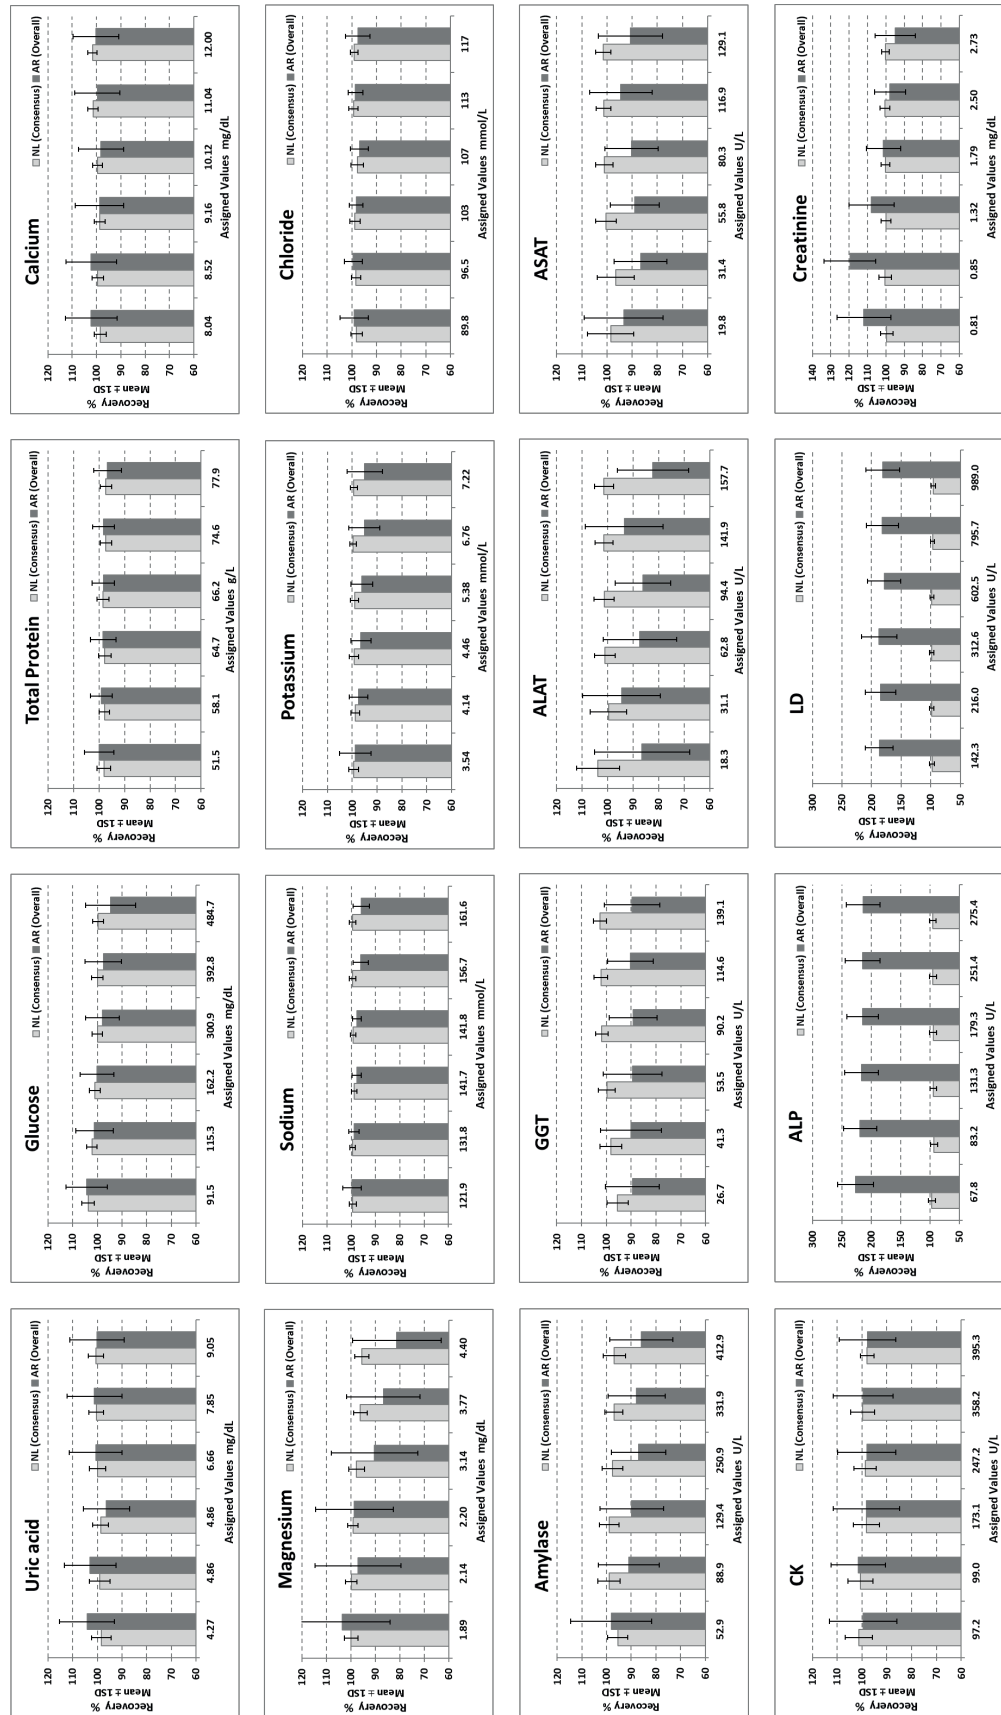 Uric acid
NL (Consensus) AR (Overall)
120
110
100
90
80
70
60
Recovery %
Mean ± 1SD
4.27 4.86 4.86 6.66 7.85 9.05
Assigned Values mg/dL
Glucose
NL (Consensus) AR (Overall)
120
110
100
90
80
70
60
Recovery %
Mean ± 1SD
91.5 115.3 162.2 300.9 392.8 484.7
Assigned Values mg/dL
Total Protein
NL (Consensus) AR (Overall)
120
110
100
90
80
70
60
Recovery %
Mean ± 1SD
51.5 58.1 64.7 66.2 74.6 77.9
Assigned Values g/L
Calcium
NL (Consensus) AR (Overall)
120
110
100
90
80
70
60
Recovery %
Mean ± 1SD
8.04 8.52 9.16 10.12 11.04 12.00
Assigned Values mg/dL
Magnesium
NL (Consensus) AR (Overall)
120
110
100
90
80
70
60
Recovery %
Mean ± 1SD
1.89 2.14 2.20 3.14 3.77 4.40
Assigned Values mg/dL
Sodium
NL (Consensus) AR (Overall)
120
110
100
90
80
70
60
Recovery %
Mean ± 1SD
121.9 131.8 141.7 141.8 156.7 161.6
Assigned Values mmol/L
Potassium
NL (Consensus) AR (Overall)
120
110
100
90
80
70
60
Recovery %
Mean ± 1SD
3.54 4.14 4.46 5.38 6.76 7.22
Assigned Values mmol/L
Chloride
NL (Consensus) AR (Overall)
120
110
100
90
80
70
60
Recovery %
Mean ± 1SD
89.8 96.5 103 107 113 117
Assigned Values mmol/L
Amylase
NL (Consensus) AR (Overall)
120
110
100
90
80
70
60
Recovery %
Mean ± 1SD
52.9 88.9 129.4 250.9 331.9 412.9
Assigned Values U/L
GGT
NL (Consensus) AR (Overall)
120
110
100
90
80
70
60
Recovery %
Mean ± 1SD
26.7 41.3 53.5 90.2 114.6 139.1
Assigned Values U/L
ALAT
NL (Consensus) AR (Overall)
120
110
100
90
80
70
60
Recovery %
Mean ± 1SD
18.3 31.1 62.8 94.4 141.9 157.7
Assigned Values U/L
ASAT
NL (Consensus) AR (Overall)
120
110
100
90
80
70
60
Recovery %
Mean ± 1SD
19.8 31.4 55.8 80.3 116.9 129.1
Assigned Values U/L
CK
NL (Consensus) AR (Overall)
120
110
100
90
80
70
60
Recovery %
Mean ± 1SD
97.2 99.0 173.1 247.2 358.2 395.3
Assigned Values U/L
ALP
NL (Consensus) AR (Overall)
300
250
200
150
100
50
Recovery %
Mean ± 1SD
67.8 83.2 131.3 179.3 251.4 275.4
Assigned Values U/L
LD
NL (Consensus) AR (Overall)
300
250
200
150
100
50
Recovery %
Mean ± 1SD
142.3 216.0 312.6 602.5 795.7 989.0
Assigned Values U/L
Creatinine
NL (Consensus) AR (Overall)
140
130
120
110
100
90
80
70
60
Recovery %
Mean ± 1SD
0.81 0.85 1.32 1.79 2.50 2.73
Assigned Values mg/dL